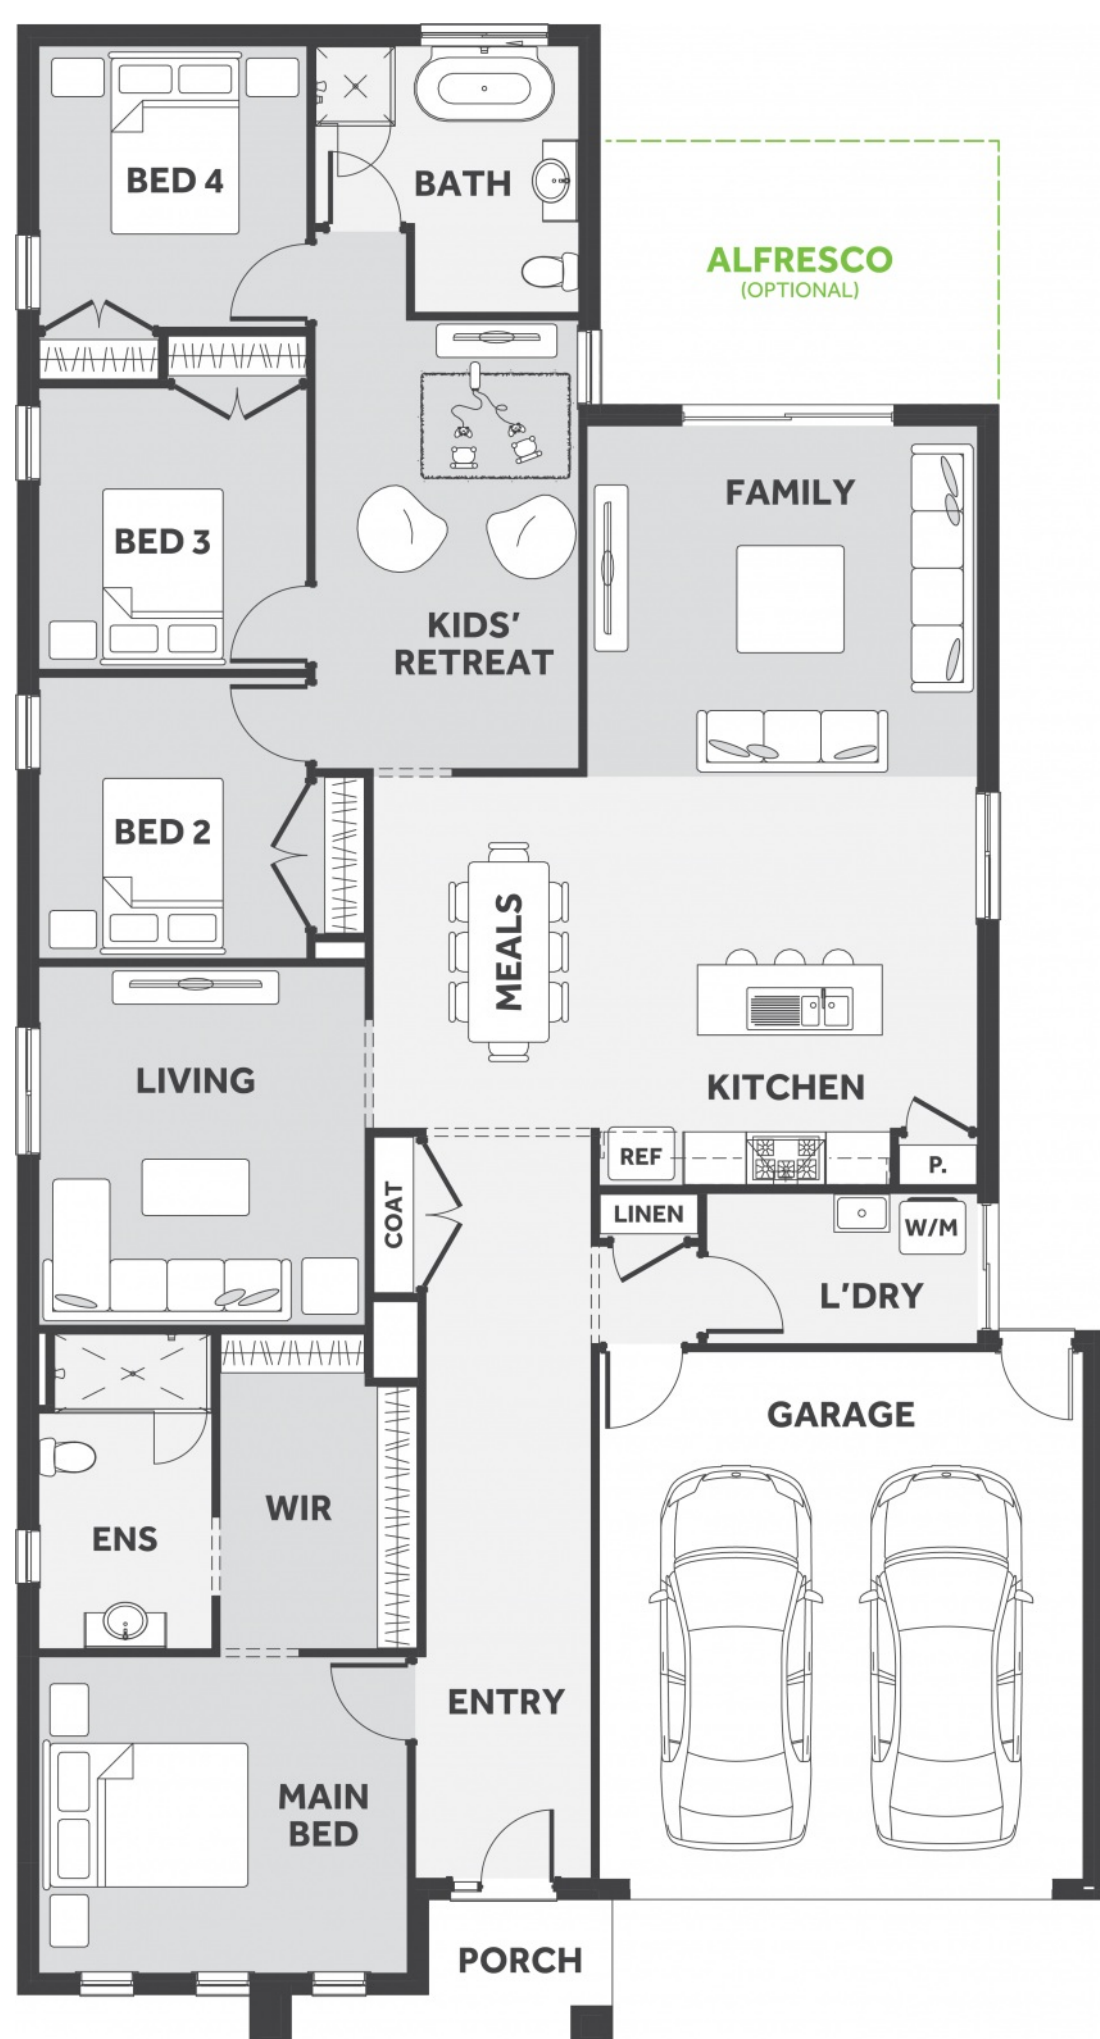 BED 4
BATH
ALFRESCO
(OPTIONAL)
FAMILY
BED 3
KIDS’
RETREAT
BED 2
MEALS
LIVING
KITCHEN
REF
P.
COAT
LINEN
W/M
L’DRY
GARAGE
WIR
ENS
ENTRY
MAIN
BED
PORCH